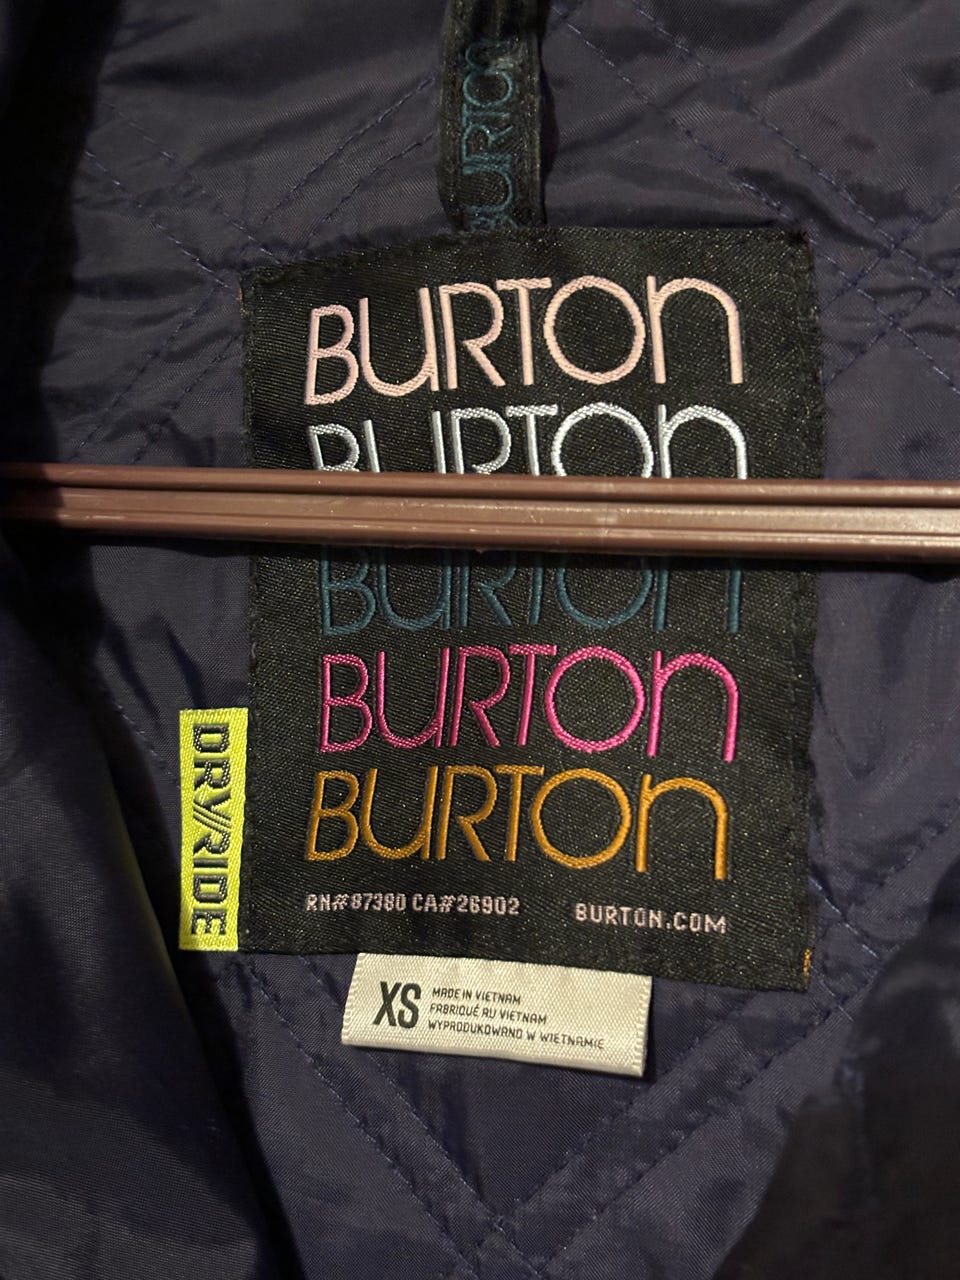 BURTON
BURTON
BURTON
BURTON
BURTON
BURTON
DRY//RIDE
RN#87380 CA#26902 BURTON.COM
XS
MADE IN VIETNAM
FABRIQUÉ AU VIETNAM
WYPRODUKOWANO W WIETNAMIE